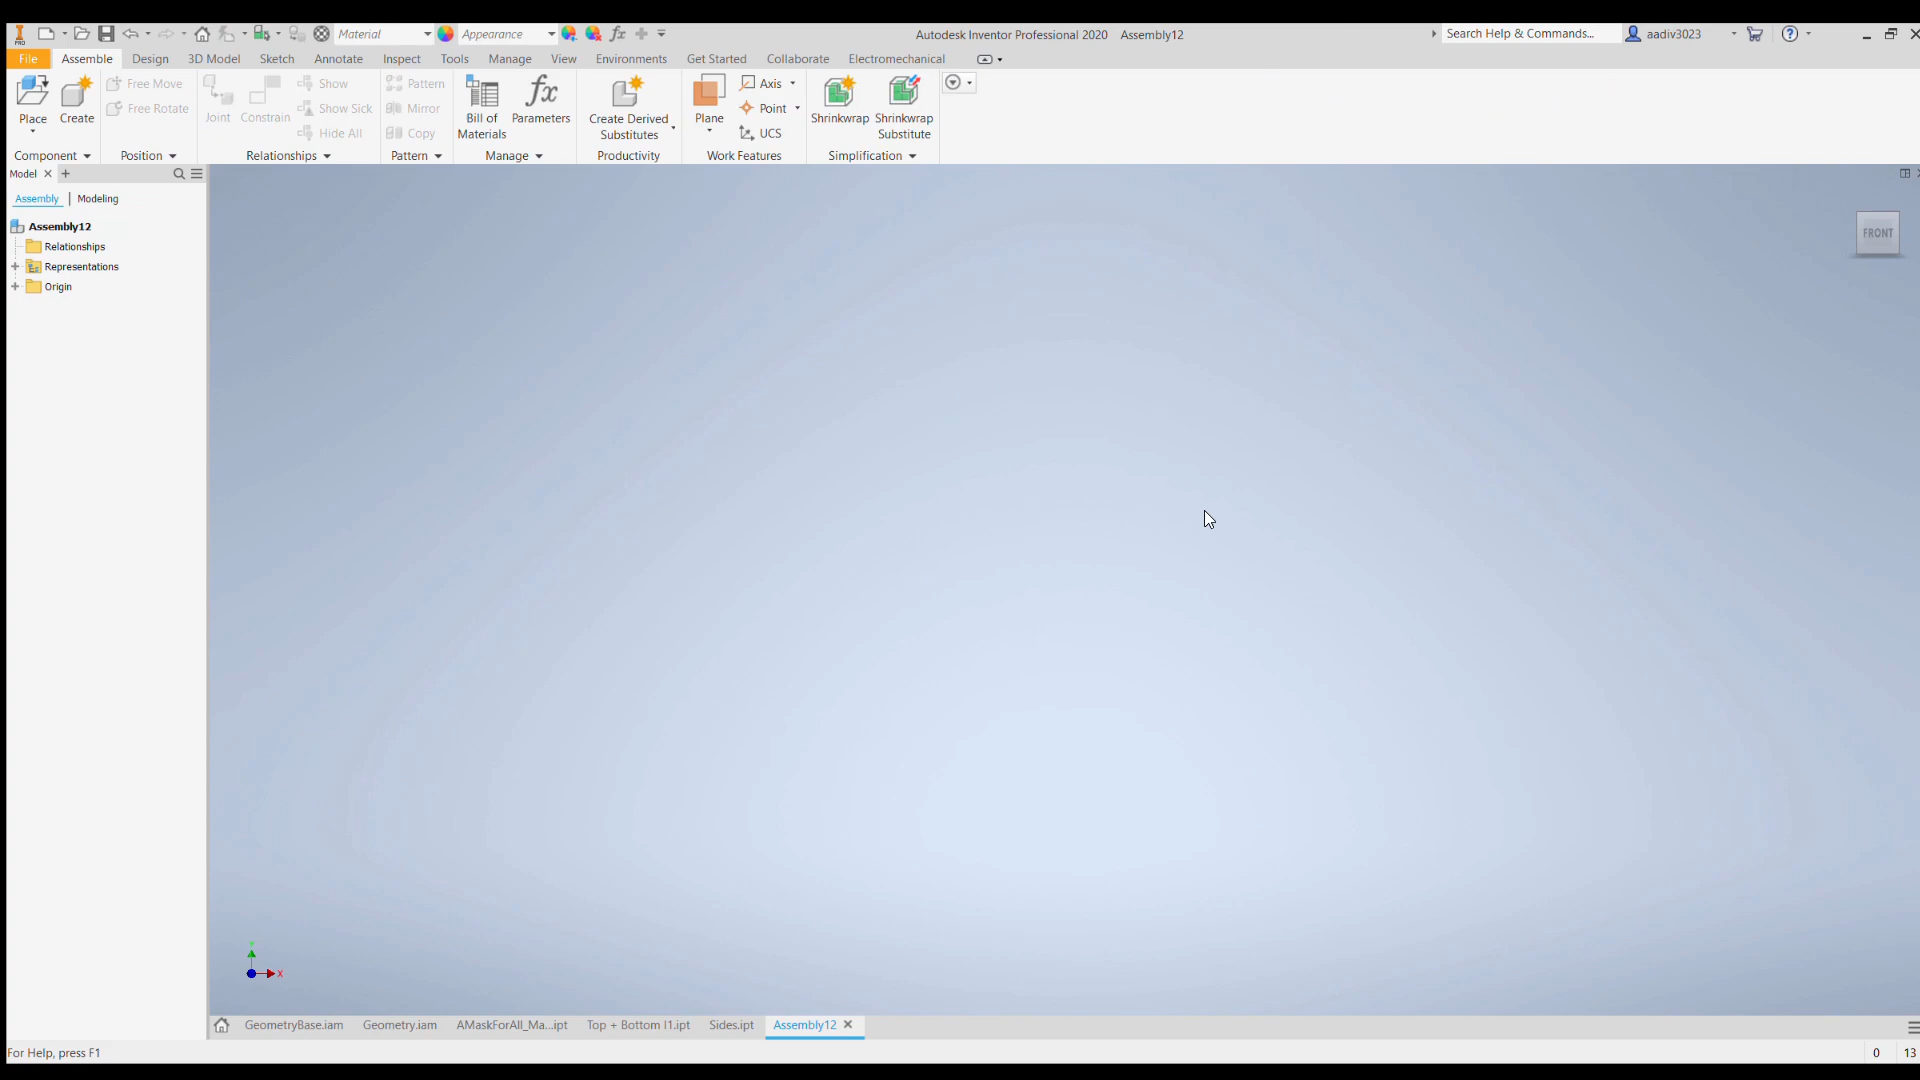 PRO
Material
Appearance
Autodesk Inventor Professional 2020 Assembly12
Search Help & Commands...
aadiv3023
File Assemble Design 3D Model Sketch Annotate Inspect Tools Manage View Environments Get Started Collaborate Electromechanical
Place
Create
Component
Free Move
Free Rotate
Position
Joint
Constrain
Show
Show Sick
Hide All
Relationships
Pattern
Mirror
Copy
Pattern
Bill of
Materials
fx
Parameters
Manage
Create Derived
Substitutes
Productivity
Plane
Axis
Point
UCS
Work Features
Shrinkwrap
Shrinkwrap
Substitute
Simplification
Model
Assembly | Modeling
Assembly12
Relationships
Representations
Origin
FRONT
Y
X
GeometryBase.iam Geometry.iam AMaskForAll_Ma...ipt Top + Bottom I1.ipt Sides.ipt Assembly12
For Help, press F1
0 13